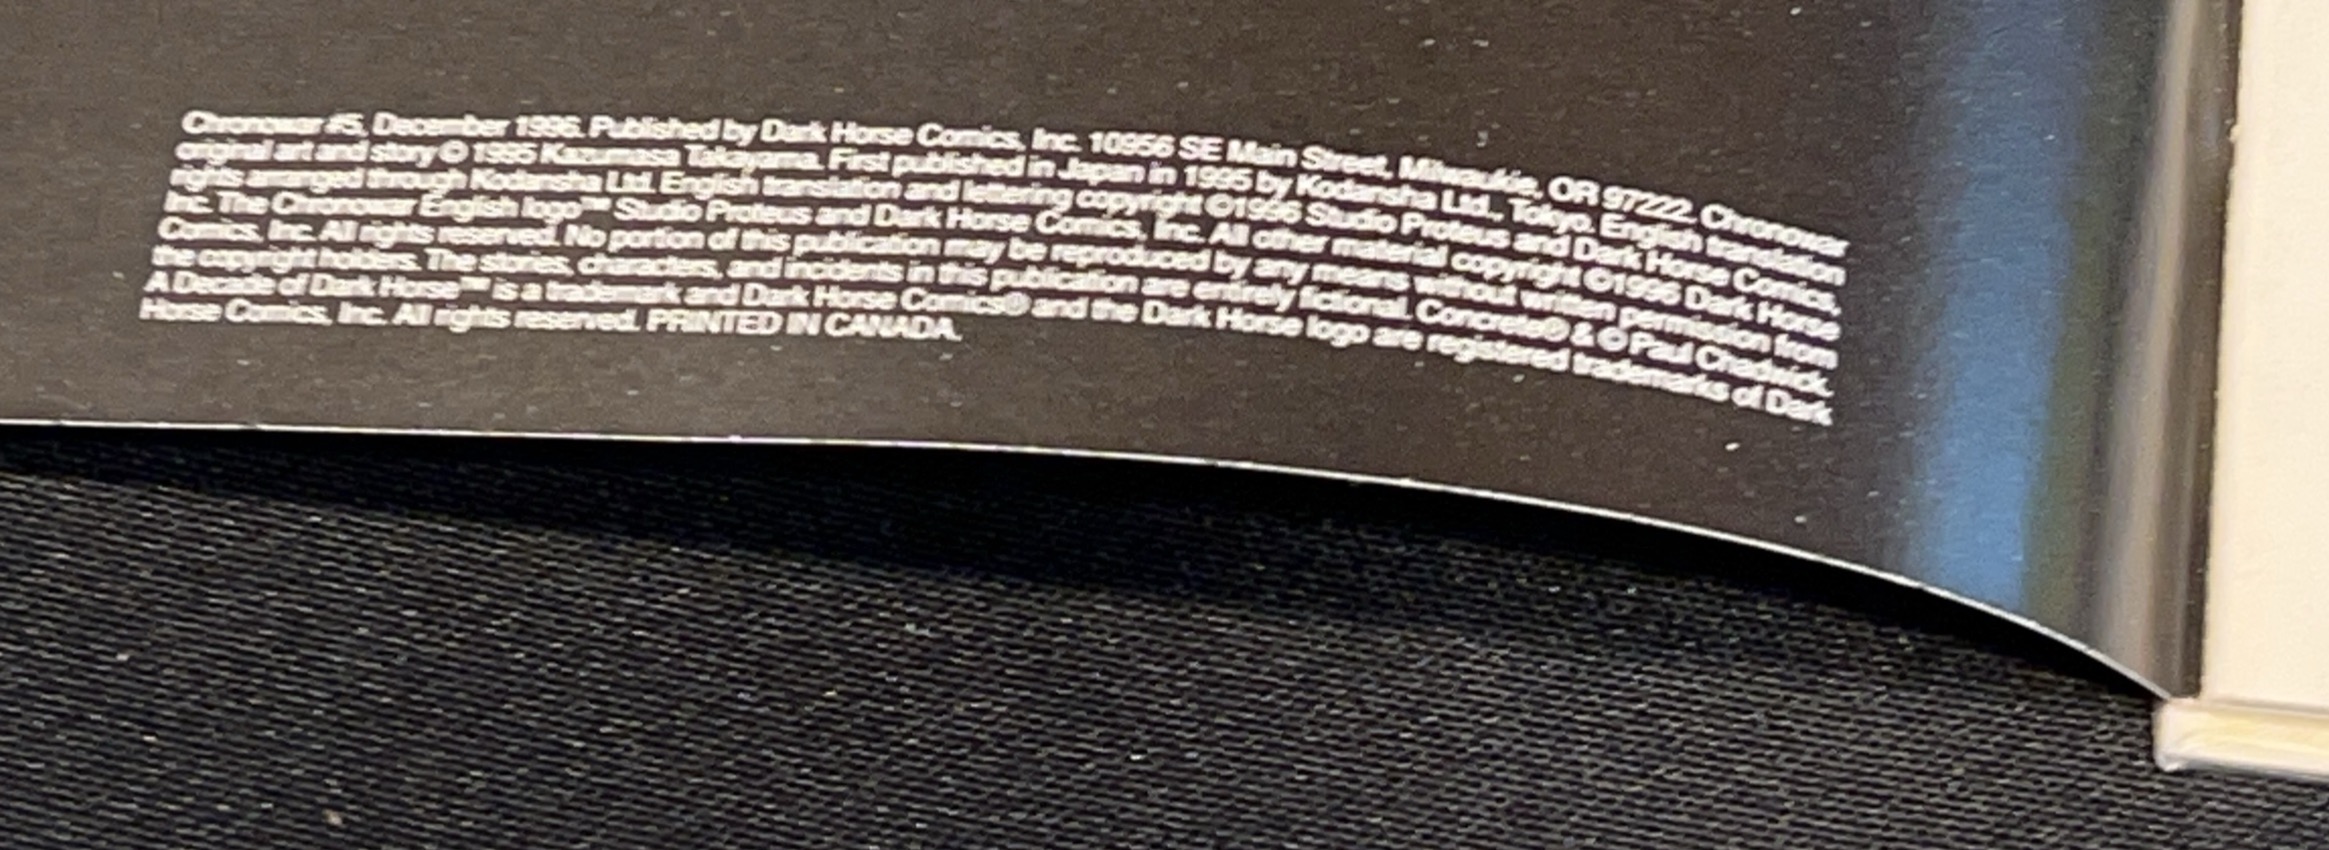 Chronowar #5, December 1996. Published by Dark Horse Comics, Inc. 10956 SE Main Street, Milwaukie, OR 97222. Chronowar
original art and story © 1995 Kazumasa Takayama. First published in Japan in 1995 by Kodansha Ltd., Tokyo. English translation
rights arranged through Kodansha Ltd. English translation and lettering copyright ©1996 Studio Proteus and Dark Horse Comics,
Inc. The Chronowar English logo™ Studio Proteus and Dark Horse Comics, Inc. All other material copyright ©1996 Dark Horse
Comics, Inc. All rights reserved. No portion of this publication may be reproduced by any means without written permission from
the copyright holders. The stories, characters, and incidents in this publication are entirely fictional. Concrete® & © Paul Chadwick.
A Decade of Dark Horse™ is a trademark and Dark Horse Comics® and the Dark Horse logo are registered trademarks of Dark
Horse Comics, Inc. All rights reserved. PRINTED IN CANADA.